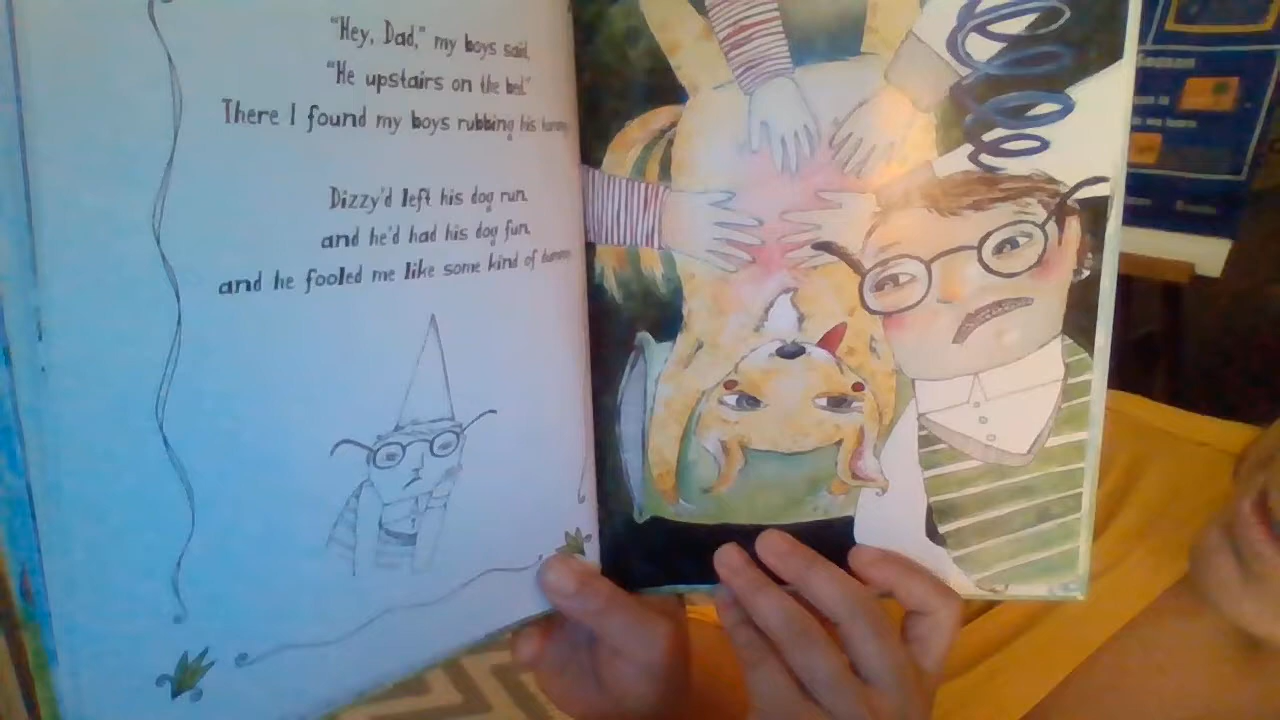 "Hey, Dad," my boys said,
"He upstairs on the bed."
There I found my boys rubbing his tummy.
Dizzy'd left his dog run,
and he'd had his dog fun,
and he fooled me like some kind of dummy.